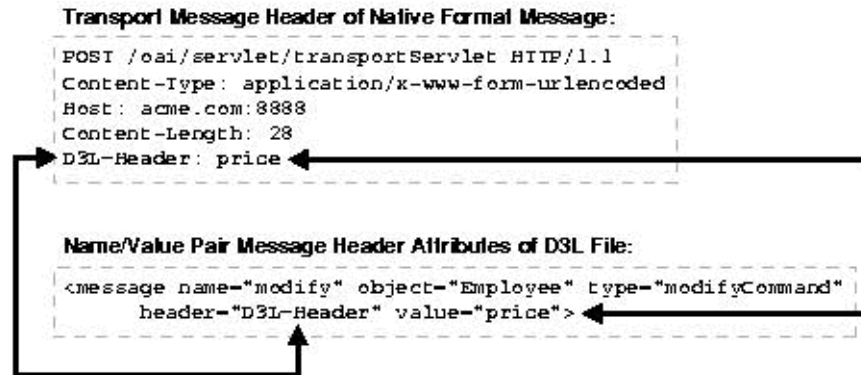 Transport Message Header of Native Format Message:
POST /oai/servlet/transportServlet HTTP/1.1
Content-Type: application/x-www-form-urlencoded
Host: acme.com:8888
Content-Length: 28
D3L-Header: price
Name/Value Pair Message Header Attributes of D3L File:
<message name="modify" object="Employee" type="modifyCommand"
header="D3L-Header" value="price">